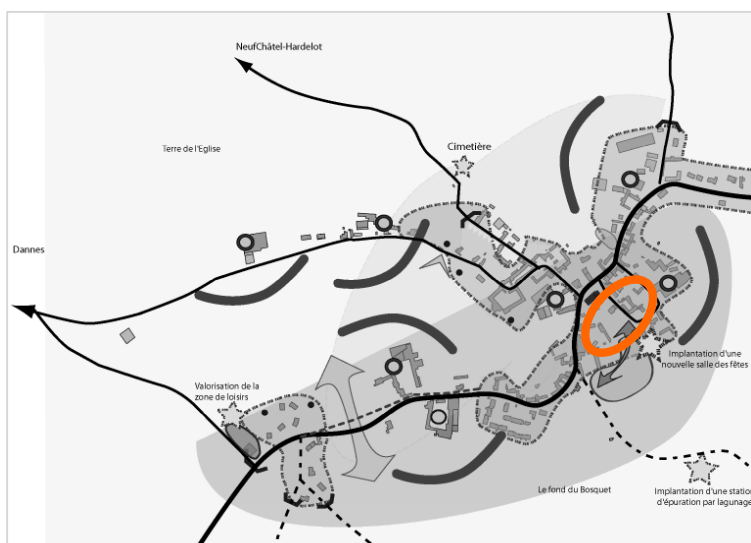 NeufChâtel-Hardelot
Cimetière
Terre de l'Eglise
Dannes
Implantation d'une
nouvelle salle des fêtes
Valorisation de la
zone de loisirs
Le fond du Bosquet
Implantation d'une station
d'épuration par lagunage